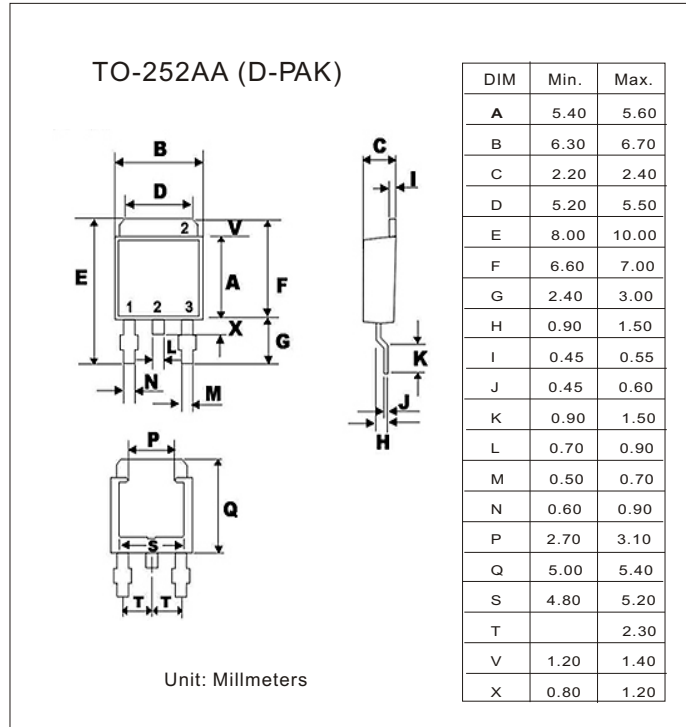 TO-252AA (D-PAK)
B
D
2
V
E
A
F
1 2 3
X
L
G
N
M
P
Q
S
T T
C
I
K
J
H
Unit: Millmeters
DIM Min. Max.
A 5.40 5.60
B 6.30 6.70
C 2.20 2.40
D 5.20 5.50
E 8.00 10.00
F 6.60 7.00
G 2.40 3.00
H 0.90 1.50
I 0.45 0.55
J 0.45 0.60
K 0.90 1.50
L 0.70 0.90
M 0.50 0.70
N 0.60 0.90
P 2.70 3.10
Q 5.00 5.40
S 4.80 5.20
T 2.30
V 1.20 1.40
X 0.80 1.20